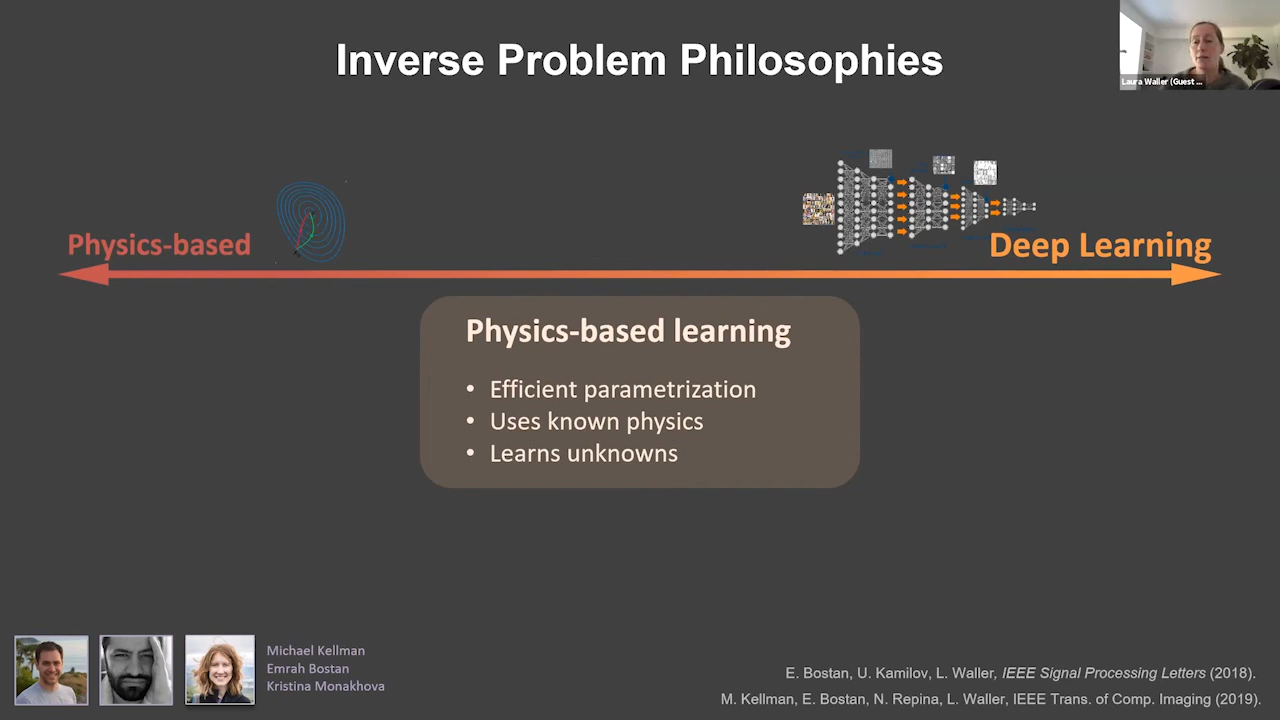 Inverse Problem Philosophies
Laura Waller (Guest ...
Physics-based
Deep Learning
Physics-based learning
• Efficient parametrization
• Uses known physics
• Learns unknowns
Michael Kellman
Emrah Bostan
Kristina Monakhova
E. Bostan, U. Kamilov, L. Waller, IEEE Signal Processing Letters (2018).
M. Kellman, E. Bostan, N. Repina, L. Waller, IEEE Trans. of Comp. Imaging (2019).